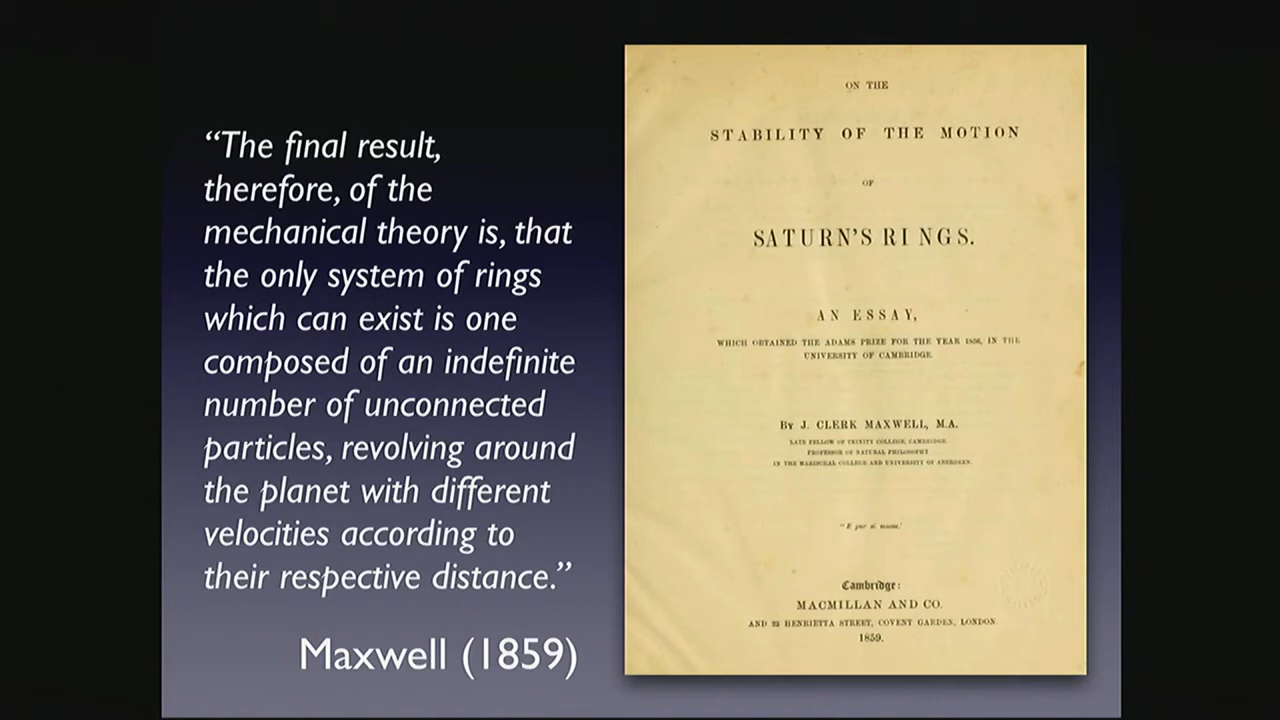 “The final result,
therefore, of the
mechanical theory is, that
the only system of rings
which can exist is one
composed of an indefinite
number of unconnected
particles, revolving around
the planet with different
velocities according to
their respective distance.”
Maxwell (1859)
ON THE
STABILITY OF THE MOTION
OF
SATURN'S RINGS.
AN ESSAY,
WHICH OBTAINED THE ADAMS PRIZE FOR THE YEAR 1856, IN THE
UNIVERSITY OF CAMBRIDGE.
BY J. CLERK MAXWELL, M.A.
LATE FELLOW OF TRINITY COLLEGE, CAMBRIDGE.
PROFESSOR OF NATURAL PHILOSOPHY
IN THE MARISCHAL COLLEGE AND UNIVERSITY OF ABERDEEN.
"E pur si muove."
Cambridge:
MACMILLAN AND CO.
AND 23 HENRIETTA STREET, COVENT GARDEN, LONDON.
1859.